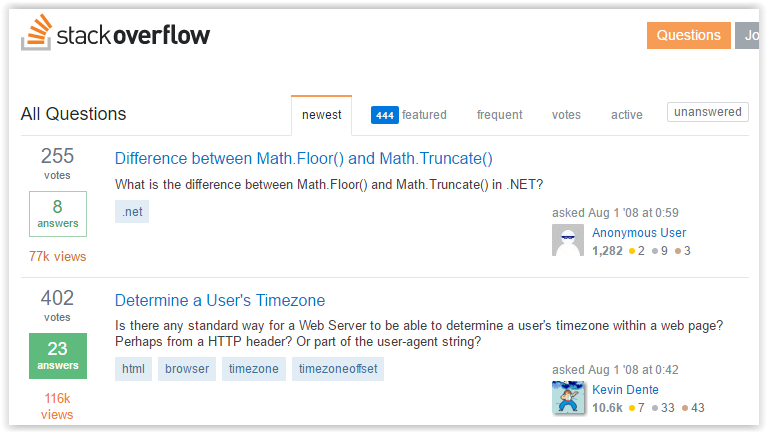 stackoverflow
Questions
Jo
All Questions
newest
444 featured
frequent
votes
active
unanswered
255
votes
8
answers
77k views
Difference between Math.Floor() and Math.Truncate()
What is the difference between Math.Floor() and Math.Truncate() in .NET?
.net
asked Aug 1 '08 at 0:59
Anonymous User
1,282 ● 2 ● 9 ● 3
402
votes
23
answers
116k
views
Determine a User's Timezone
Is there any standard way for a Web Server to be able to determine a user's timezone within a web page?
Perhaps from a HTTP header? Or part of the user-agent string?
html browser timezone timezoneoffset
asked Aug 1 '08 at 0:42
Kevin Dente
10.6k ● 7 ● 33 ● 43